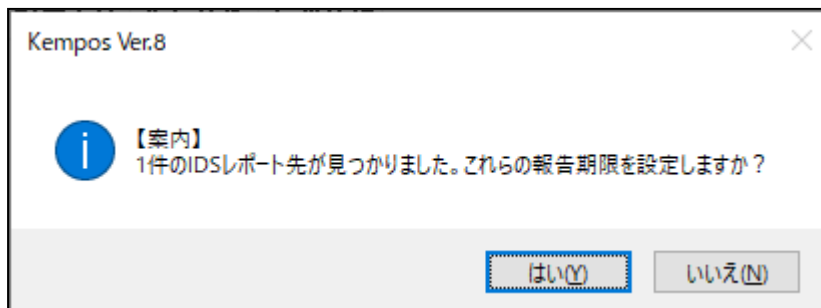 Kempos Ver.8
【案内】
1件のIDSレポート先が見つかりました。これらの報告期限を設定しますか？
はい(Y)
いいえ(N)